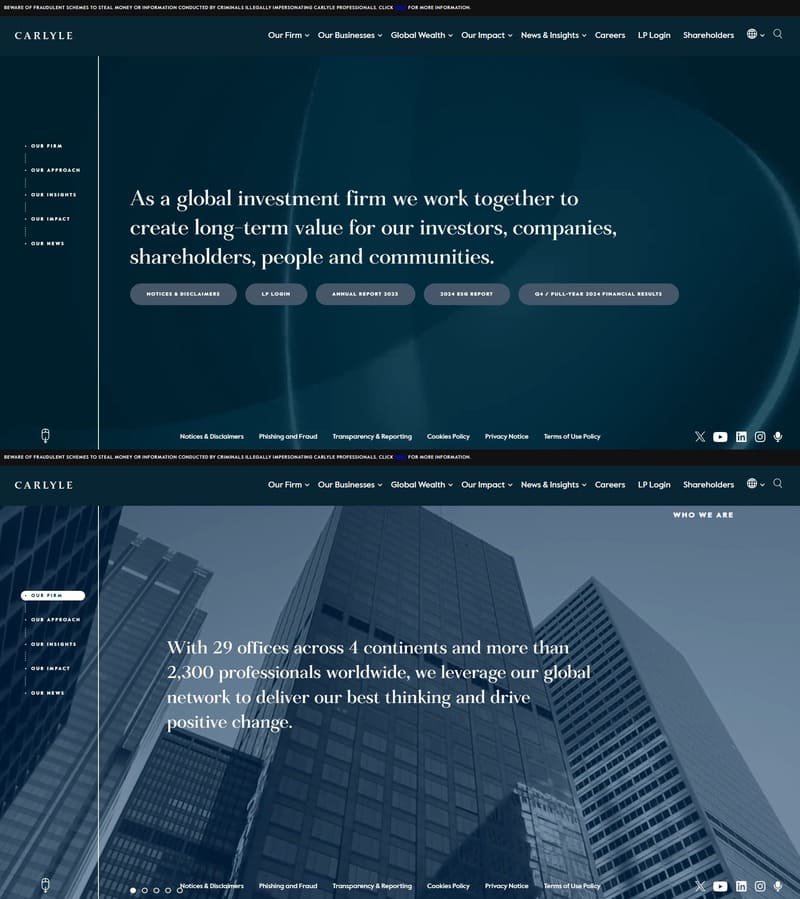 BEWARE OF FRAUDULENT SCHEMES TO STEAL MONEY OR INFORMATION CONDUCTED BY CRIMINALS ILLEGALLY IMPERSONATING CARLYLE PROFESSIONALS. CLICK FOR MORE INFORMATION.
CARLYLE
Our Firm Our Businesses Global Wealth Our Impact News & Insights Careers LP Login Shareholders
OUR FIRM
OUR APPROACH
OUR INSIGHTS
OUR IMPACT
OUR NEWS
As a global investment firm we work together to
create long-term value for our investors, companies,
shareholders, people and communities.
NOTICES & DISCLAIMERS LP LOGIN ANNUAL REPORT 2023 2024 ESG REPORT Q4 / FULL-YEAR 2024 FINANCIAL RESULTS
Notices & Disclaimers Phishing and Fraud Transparency & Reporting Cookies Policy Privacy Notice Terms of Use Policy
BEWARE OF FRAUDULENT SCHEMES TO STEAL MONEY OR INFORMATION CONDUCTED BY CRIMINALS ILLEGALLY IMPERSONATING CARLYLE PROFESSIONALS. CLICK FOR MORE INFORMATION.
CARLYLE
Our Firm Our Businesses Global Wealth Our Impact News & Insights Careers LP Login Shareholders
WHO WE ARE
OUR FIRM
OUR APPROACH
OUR INSIGHTS
OUR IMPACT
OUR NEWS
With 29 offices across 4 continents and more than
2,300 professionals worldwide, we leverage our global
network to deliver our best thinking and drive
positive change.
Notices & Disclaimers Phishing and Fraud Transparency & Reporting Cookies Policy Privacy Notice Terms of Use Policy